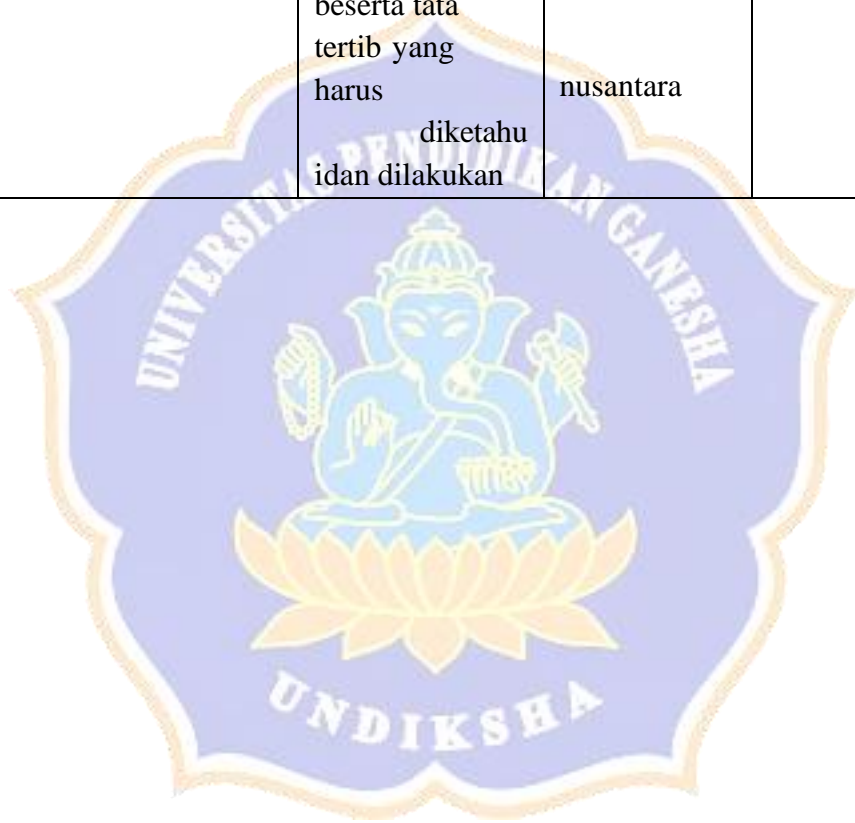 beserta tata
tertib yang
harus
diketahu
idan dilakukan
nusantara
UNIVERSITAS PENDIDIKAN GANESHA
UNDIKSHA